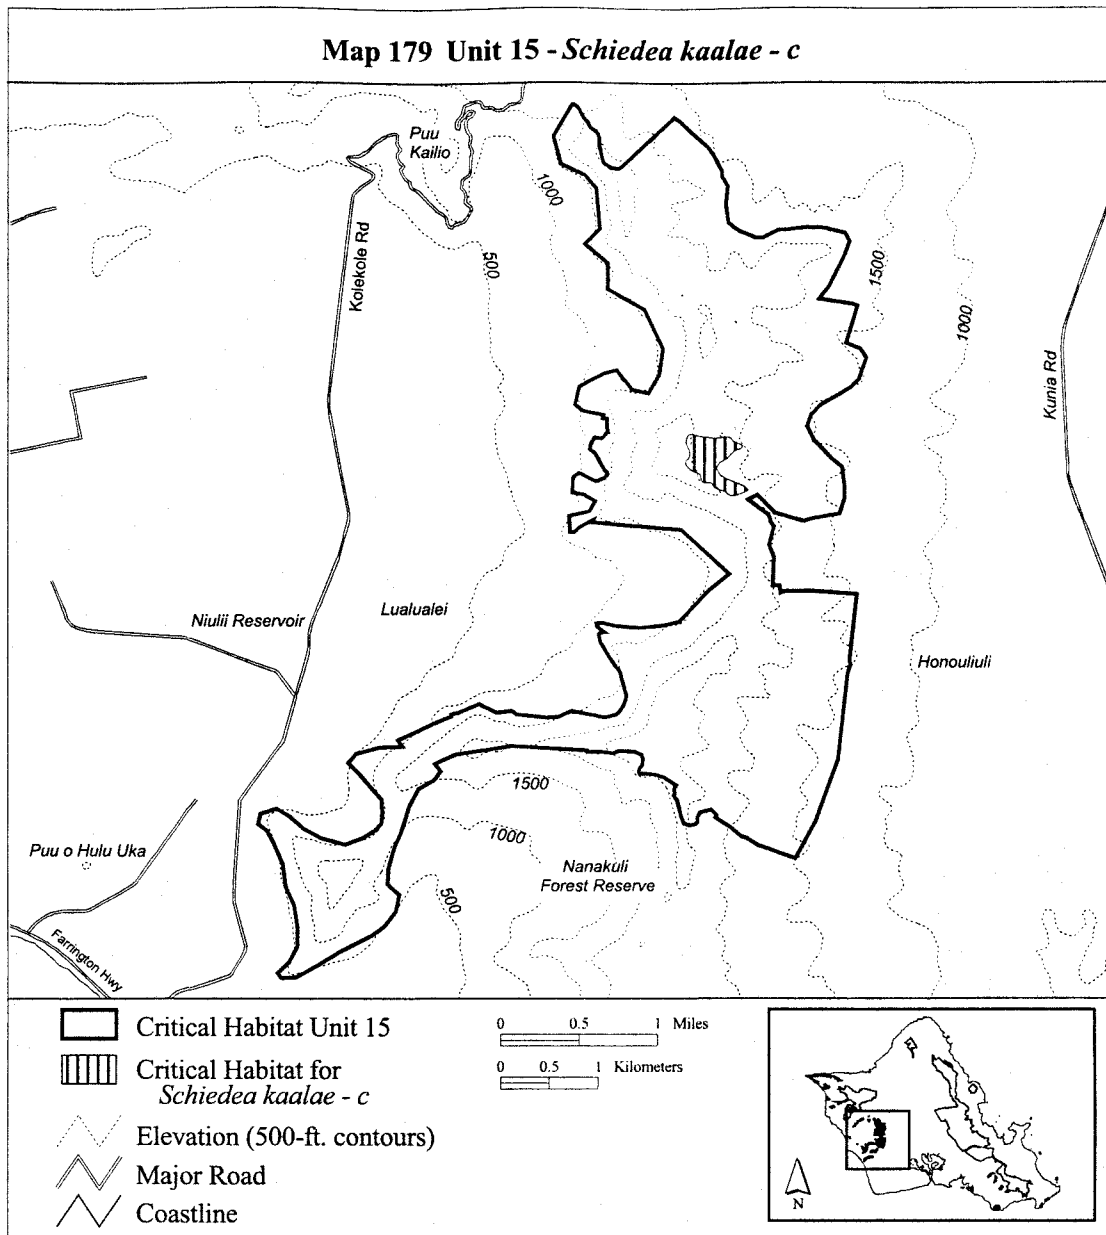 Map 179 Unit 15 - Schiedea kaalae - c
Puu
Kailio
1000
Kolekole Rd
500
1500
1000
Kunia Rd
Niulii Reservoir
Lualualei
Honouliuli
1500
1000
Puu o Hulu Uka
Nanakuli
Forest Reserve
500
Farrington Hwy
Critical Habitat Unit 15
Critical Habitat for
Schiedea kaalae - c
Elevation (500-ft. contours)
Major Road
Coastline
0 0.5 1 Miles
0 0.5 1 Kilometers
N